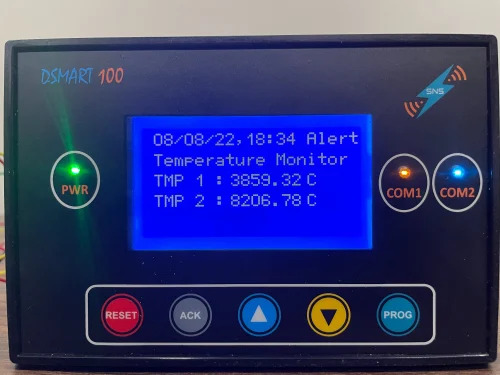 DSMART 100
SNS
08/08/22,18:34 Alert
Temperature Monitor
TMP 1 : 3859.32 C
TMP 2 : 8206.78 C
PWR
COM1
COM2
RESET
ACK
PROG